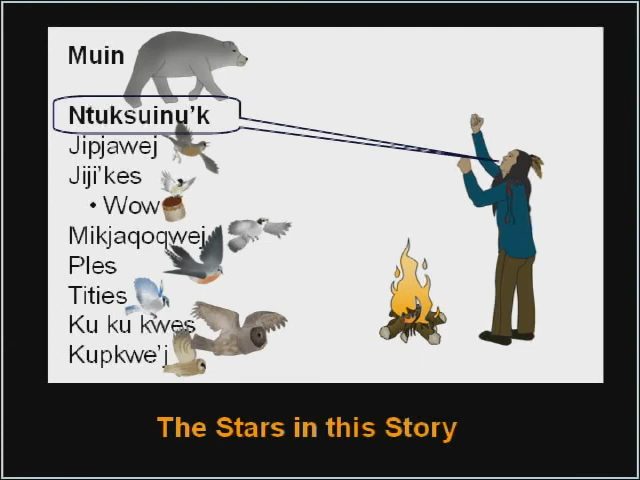 Muin
Ntuksuinu'k
Jipjawej
Jiji'kes
• Wow
Mikjaqoqwej
Ples
Tities
Ku ku kwes
Kupkwe'j
The Stars in this Story